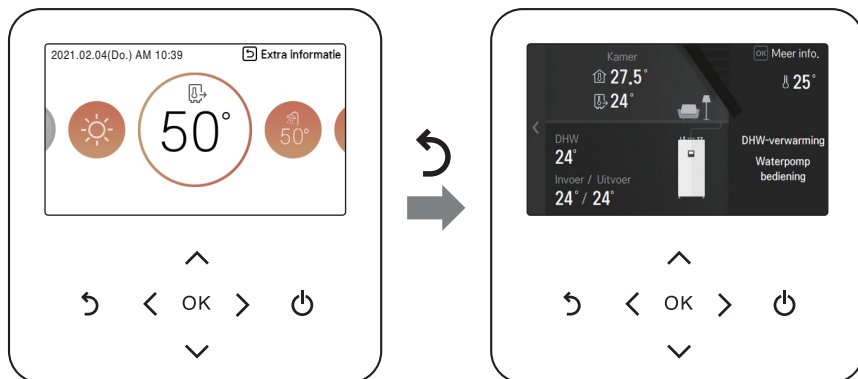 2021.02.04(Do.) AM 10:39
Extra informatie
50°
50°
OK
Kamer
27.5°
24°
OK Meer info.
25°
DHW
24°
Invoer / Uitvoer
24° / 24°
DHW-verwarming
Waterpomp
bediening
OK